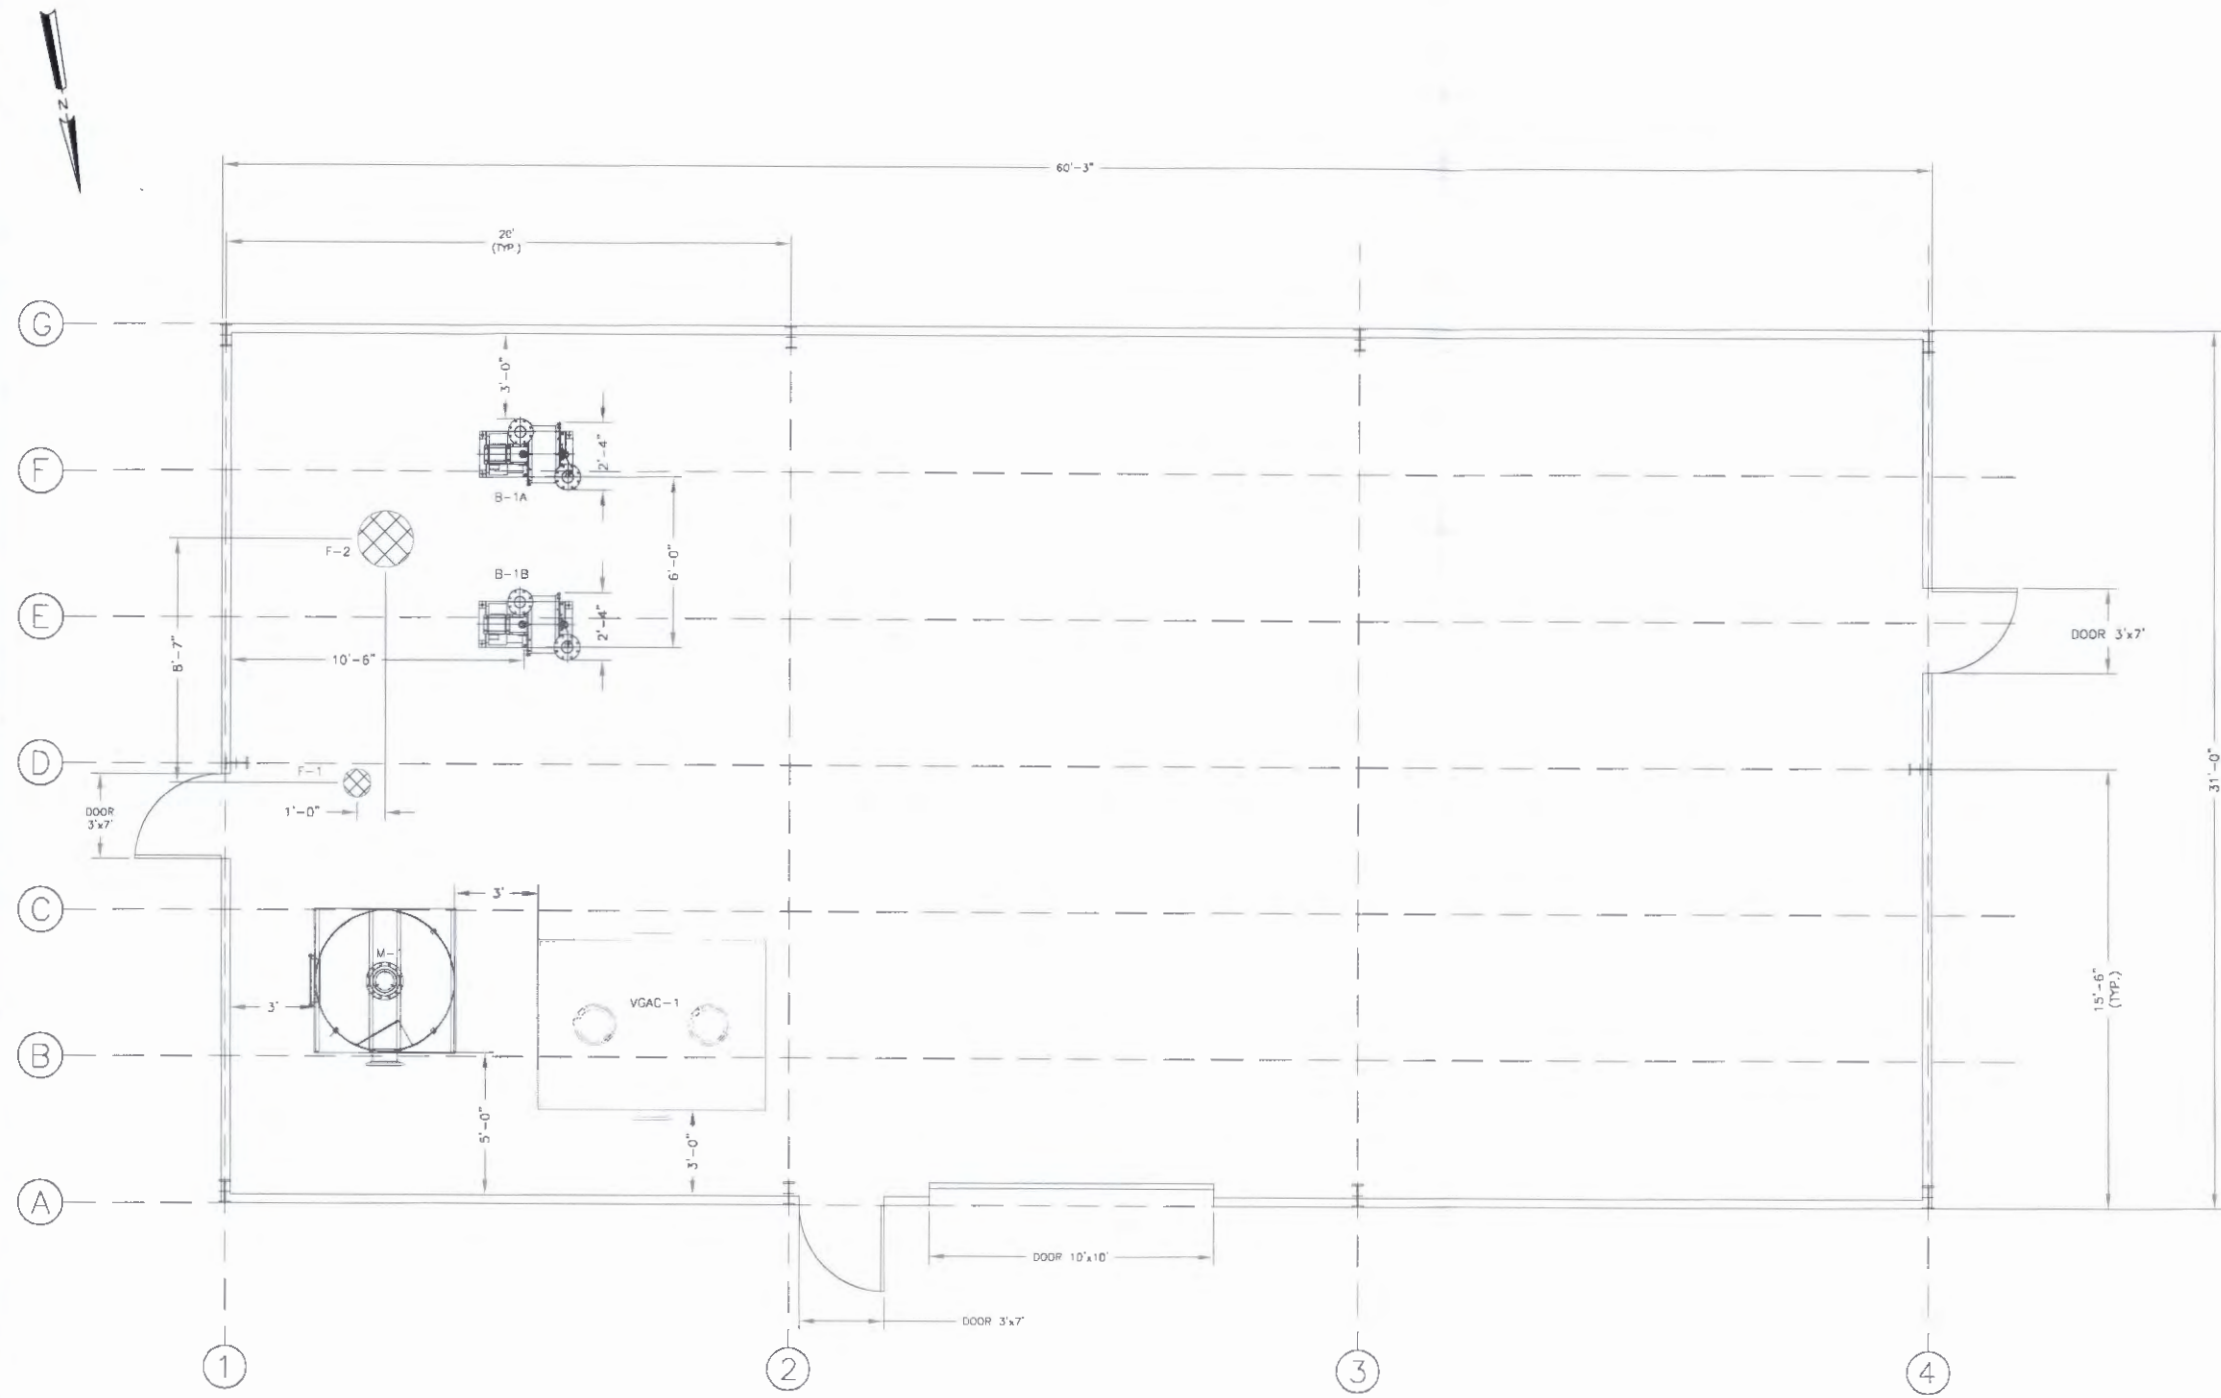 N
60'-3"
20'
(TYP.)
G
3'-0"
2'-4"
F
B-1A
F-2
6'-0"
B-1B
E
2'-4"
DOOR 3'x7'
8'-7"
10'-6"
D
F-1
31'-0"
DOOR
3'x7'
1'-0"
C
3'
M-
15'-6"
(TYP.)
VGAC-1
3'
B
5'-0"
3'-0"
A
DOOR 10'x10'
DOOR 3'x7'
1
2
3
4